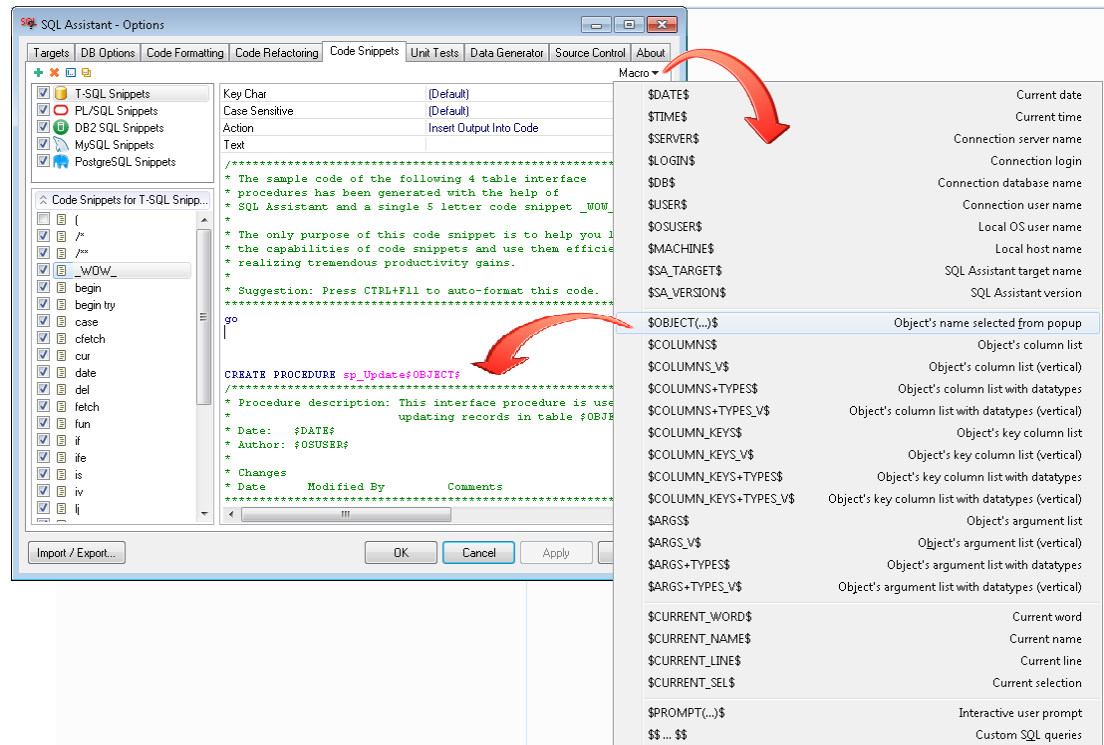 SQL Assistant - Options
Targets DB Options Code Formatting Code Refactoring Code Snippets Unit Tests Data Generator Source Control About
Macro
T-SQL Snippets
PL/SQL Snippets
DB2 SQL Snippets
MySQL Snippets
PostgreSQL Snippets
Key Char (Default)
Case Sensitive (Default)
Action Insert Output Into Code
Text
Code Snippets for T-SQL Snipp...
(
/*
/**
_WOW_
begin
begin try
case
cfetch
cur
date
del
fetch
fun
if
ife
is
iv
lj
/*******************************************************
* The sample code of the following 4 table interface
* procedures has been generated with the help of
* SQL Assistant and a single 5 letter code snippet _WOW_
*
* The only purpose of this code snippet is to help you l
* the capabilities of code snippets and use them efficie
* realizing tremendous productivity gains.
*
* Suggestion: Press CTRL+F11 to auto-format this code.
********************************************************
go
CREATE PROCEDURE sp_Update$OBJECT$
/*******************************************************
* Procedure description: This interface procedure is use
* updating records in table $OBJE
* Date: $DATE$
* Author: $OSUSER$
*
* Changes
* Date Modified By Comments
********************************************************
Import / Export...
OK
Cancel
Apply
$DATE$ Current date
$TIME$ Current time
$SERVER$ Connection server name
$LOGIN$ Connection login
$DB$ Connection database name
$USER$ Connection user name
$OSUSER$ Local OS user name
$MACHINE$ Local host name
$SA_TARGET$ SQL Assistant target name
$SA_VERSION$ SQL Assistant version
$OBJECT(...)$ Object's name selected from popup
$COLUMNS$ Object's column list
$COLUMNS_V$ Object's column list (vertical)
$COLUMNS+TYPES$ Object's column list with datatypes
$COLUMNS+TYPES_V$ Object's column list with datatypes (vertical)
$COLUMN_KEYS$ Object's key column list
$COLUMN_KEYS_V$ Object's key column list (vertical)
$COLUMN_KEYS+TYPES$ Object's key column list with datatypes
$COLUMN_KEYS+TYPES_V$ Object's key column list with datatypes (vertical)
$ARGS$ Object's argument list
$ARGS_V$ Object's argument list (vertical)
$ARGS+TYPES$ Object's argument list with datatypes
$ARGS+TYPES_V$ Object's argument list with datatypes (vertical)
$CURRENT_WORD$ Current word
$CURRENT_NAME$ Current name
$CURRENT_LINE$ Current line
$CURRENT_SEL$ Current selection
$PROMPT(...)$ Interactive user prompt
$$ ... $$ Custom SQL queries